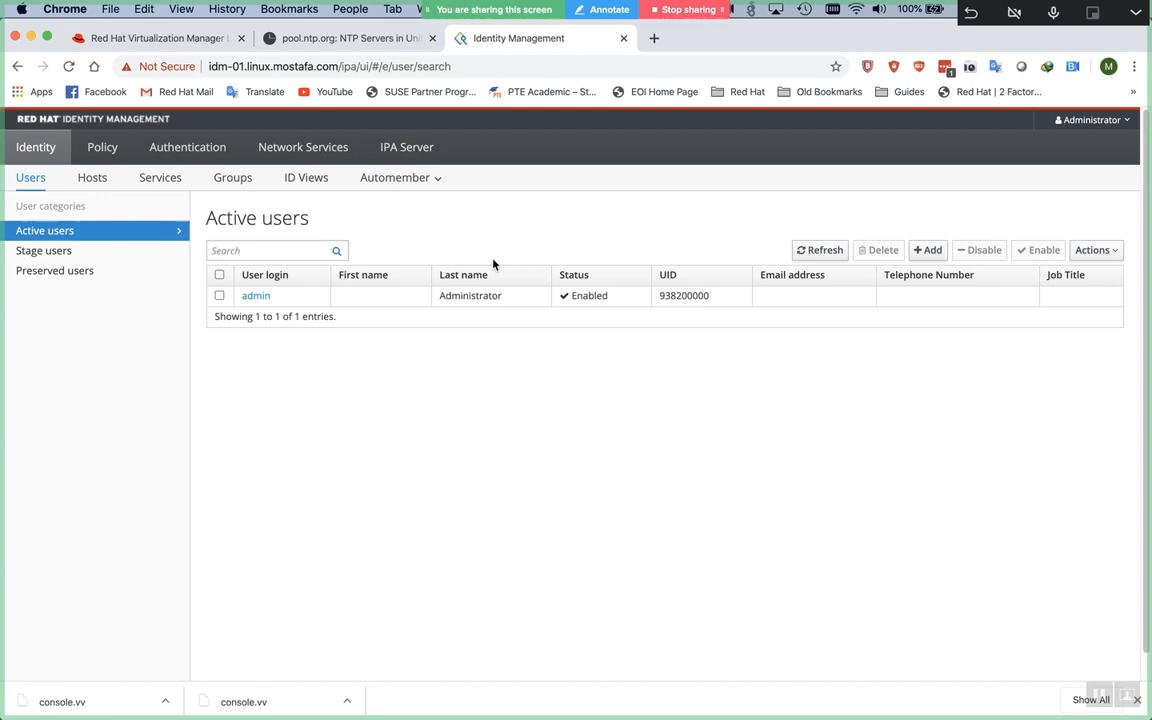 Chrome File Edit View History Bookmarks People Tab
You are sharing this screen Annotate Stop sharing 100%
Red Hat Virtualization Manager pool.ntp.org: NTP Servers in Uni Identity Management
Not Secure idm-01.linux.mostafa.com/ipa/ui/#/e/user/search 1 M
Apps Facebook Red Hat Mail Translate YouTube SUSE Partner Progr... PTE Academic – St... EOI Home Page Red Hat Old Bookmarks Guides Red Hat | 2 Factor... »
RED HAT IDENTITY MANAGEMENT Administrator
Identity Policy Authentication Network Services IPA Server
Users Hosts Services Groups ID Views Automember
User categories
Active users
Stage users
Preserved users
Active users
Search Refresh Delete Add Disable Enable Actions
User login First name Last name Status UID Email address Telephone Number Job Title
admin Administrator Enabled 938200000
Showing 1 to 1 of 1 entries.
console.vv console.vv Show All